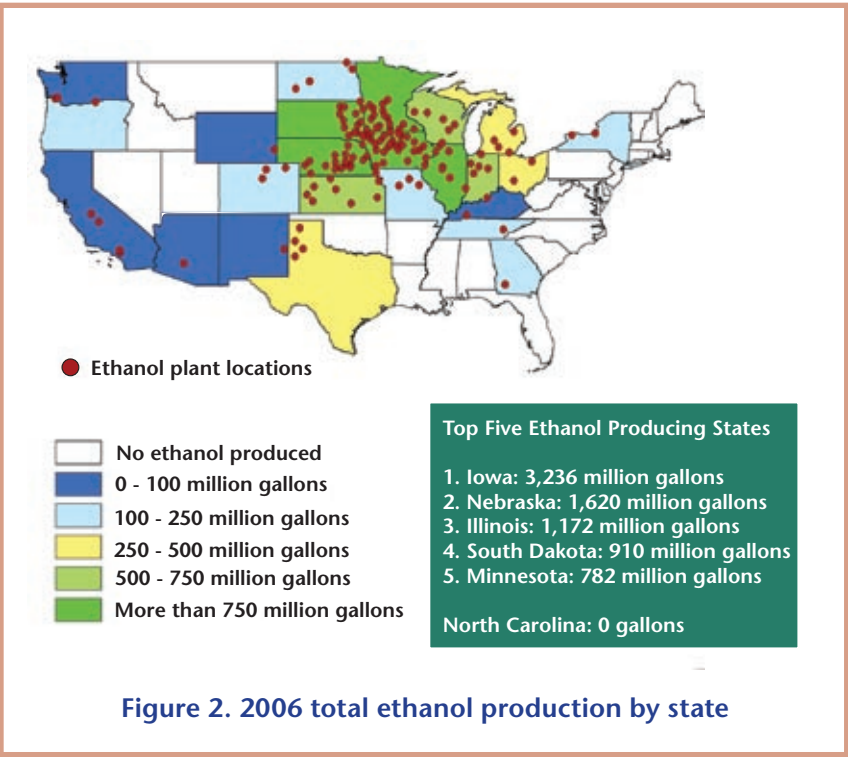 Ethanol plant locations
No ethanol produced
0 - 100 million gallons
100 - 250 million gallons
250 - 500 million gallons
500 - 750 million gallons
More than 750 million gallons
Top Five Ethanol Producing States
1. Iowa: 3,236 million gallons
2. Nebraska: 1,620 million gallons
3. Illinois: 1,172 million gallons
4. South Dakota: 910 million gallons
5. Minnesota: 782 million gallons
North Carolina: 0 gallons
Figure 2. 2006 total ethanol production by state